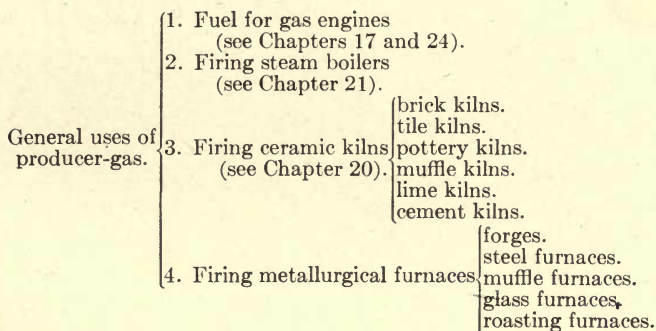 General uses of
producer-gas.
1. Fuel for gas engines
(see Chapters 17 and 24).
2. Firing steam boilers
(see Chapter 21).
3. Firing ceramic kilns
(see Chapter 20).
brick kilns.
tile kilns.
pottery kilns.
muffle kilns.
lime kilns.
cement kilns.
4. Firing metallurgical furnaces
forges.
steel furnaces.
muffle furnaces.
glass furnaces.
roasting furnaces.